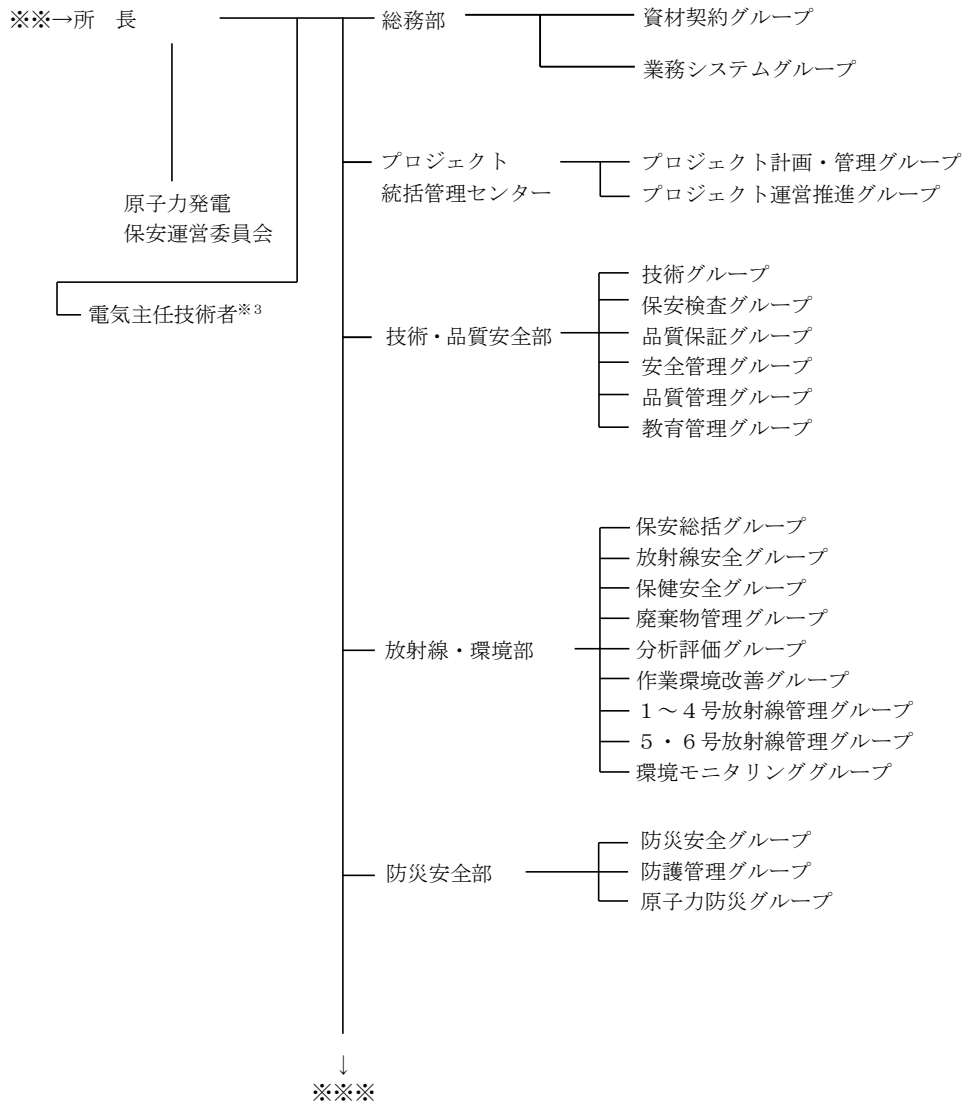 ※※→所 長
総務部
資材契約グループ
業務システムグループ
原子力発電
保安運営委員会
電気主任技術者※3
プロジェクト
統括管理センター
プロジェクト計画・管理グループ
プロジェクト運営推進グループ
技術・品質安全部
技術グループ
保安検査グループ
品質保証グループ
安全管理グループ
品質管理グループ
教育管理グループ
放射線・環境部
保安総括グループ
放射線安全グループ
保健安全グループ
廃棄物管理グループ
分析評価グループ
作業環境改善グループ
1~4号放射線管理グループ
5・6号放射線管理グループ
環境モニタリンググループ
防災安全部
防災安全グループ
防護管理グループ
原子力防災グループ
↓
※※※